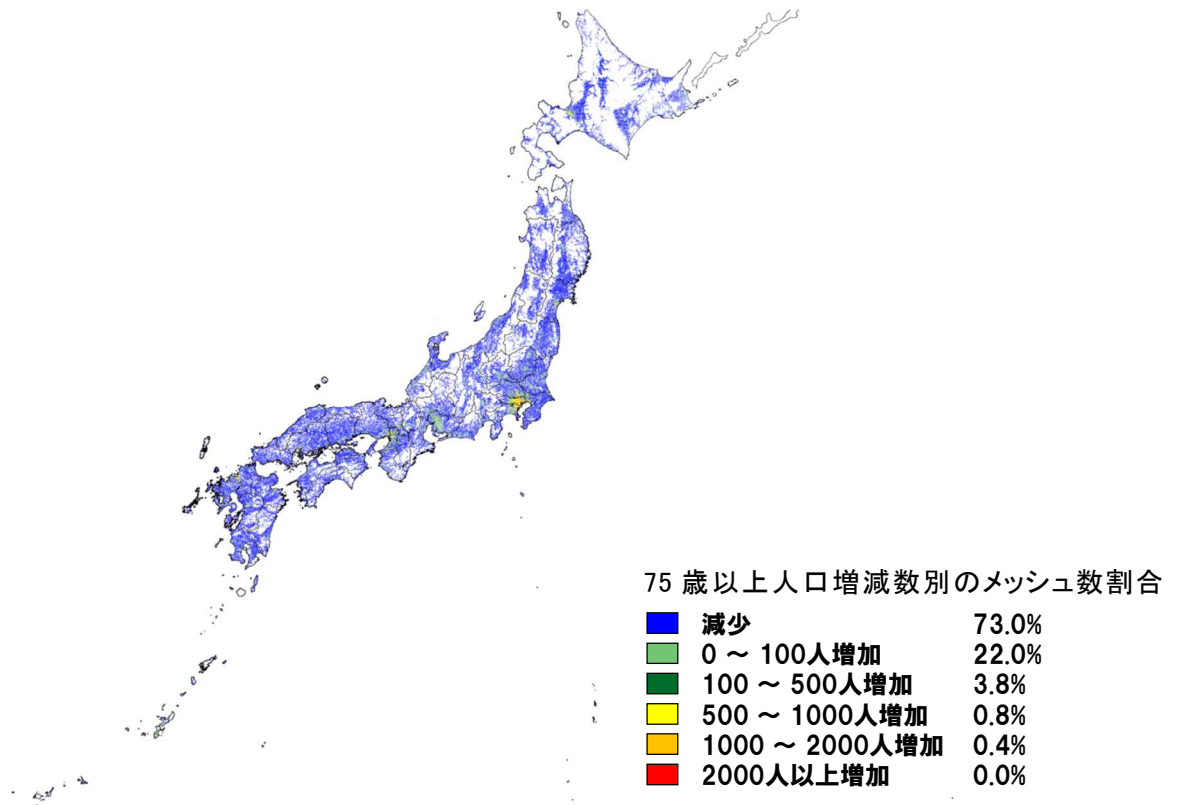 75 歳以上人口増減数別のメッシュ数割合
減少 73.0%
0 ～ 100人増加 22.0%
100 ～ 500人増加 3.8%
500 ～ 1000人増加 0.8%
1000 ～ 2000人増加 0.4%
2000人以上増加 0.0%